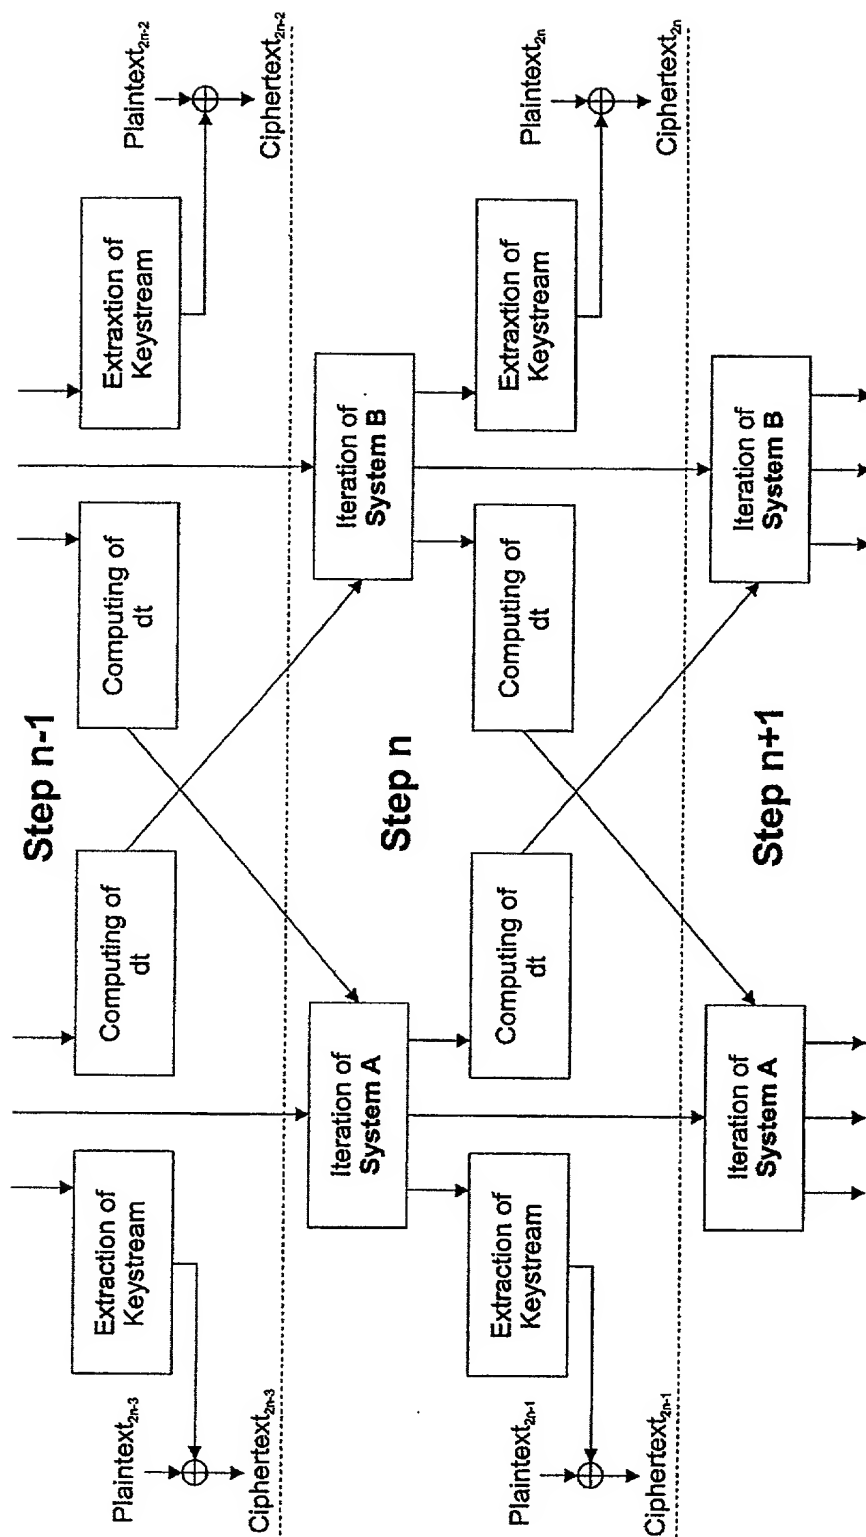 Step n-1
Plaintext₂ₙ₋₃
Ciphertext₂ₙ₋₃
Extraction of
Keystream
Computing of
dt
Computing of
dt
Extraxtion of
Keystream
Plaintext₂ₙ₋₂
Ciphertext₂ₙ₋₂
Iteration of
System A
Step n
Iteration of
System B
Plaintext₂ₙ₋₁
Ciphertext₂ₙ₋₁
Extraction of
Keystream
Computing of
dt
Computing of
dt
Extraxtion of
Keystream
Plaintext₂ₙ
Ciphertext₂ₙ
Iteration of
System A
Step n+1
Iteration of
System B